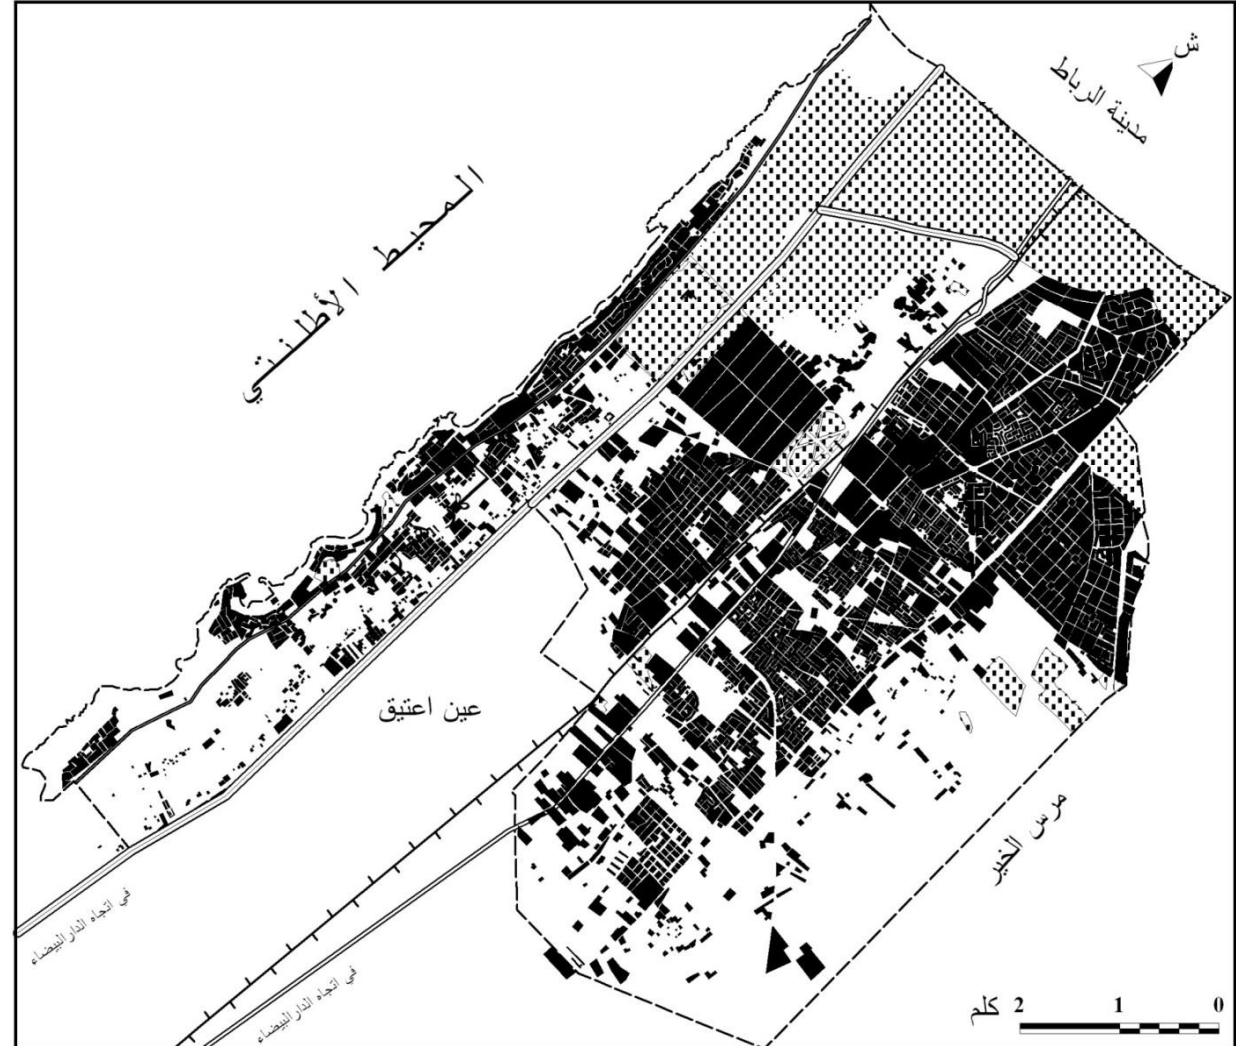 ش
مدينة الرباط
المحيط الأطلنتي
عين اعتيق
مرس الخير
في اتجاه الدار البيضاء
في اتجاه الدار البيضاء
كلم 2 1 0